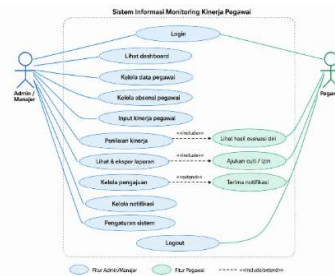 Sistem Informasi Monitoring Kinerja Pegawai
Login
Lihat dashboard
Kelola data pegawai
Kelola absensi pegawai
Input kinerja pegawai
Admin /
Manajer
Pegaw
Penilaian kinerja
<<include>>
Lihat hasil evaluasi diri
Lihat & ekspor laporan
<<include>>
Ajukan cuti / izin
Kelola pengajuan
<<extend>>
Terima notifikasi
Kelola notifikasi
Pengaturan sistem
Logout
Fitur Admin/Manajer
Fitur Pegawai
<<include/extend>>